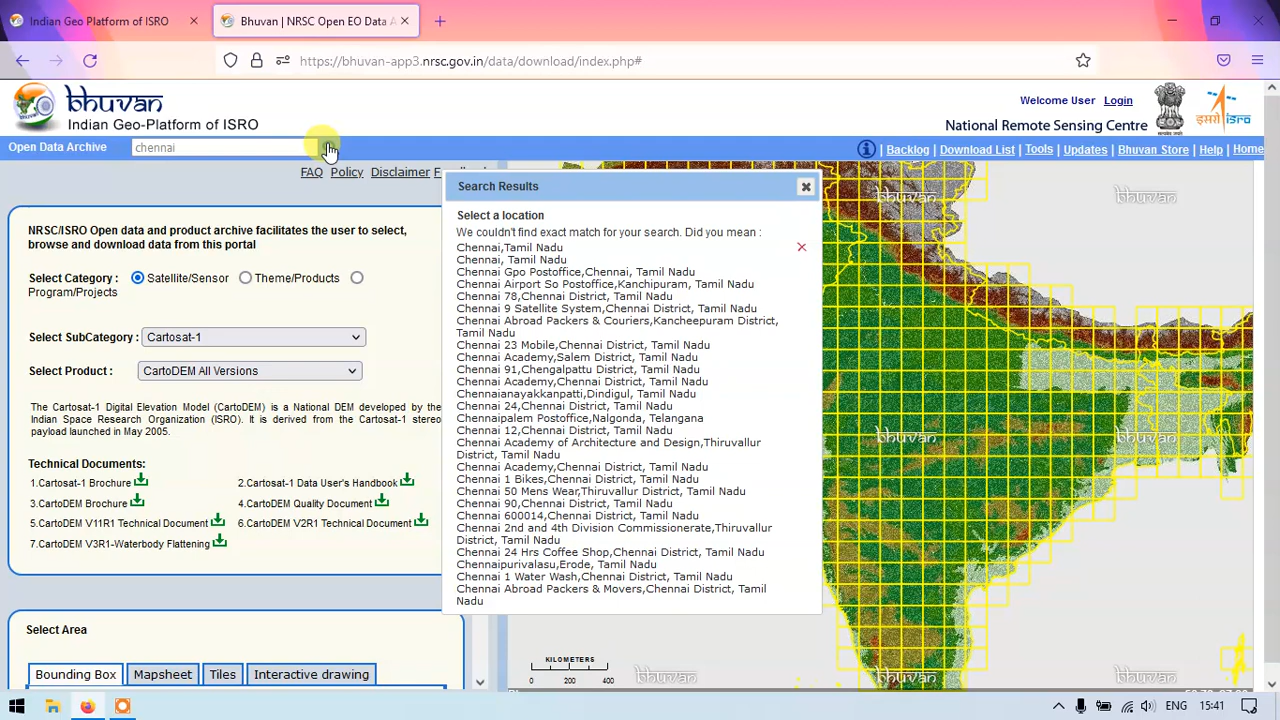 Indian Geo Platform of ISRO
Bhuvan | NRSC Open EO Data A
https://bhuvan-app3.nrsc.gov.in/data/download/index.php#
bhuvan
Indian Geo-Platform of ISRO
Welcome User Login
National Remote Sensing Centre
इसरो isro
Open Data Archive
chennai
| Backlog | Download List | Tools | Updates | Bhuvan Store | Help | Home
FAQ Policy Disclaimer
NRSC/ISRO Open data and product archive facilitates the user to select,
browse and download data from this portal
Select Category : Satellite/Sensor Theme/Products
Program/Projects
Select SubCategory : Cartosat-1
Select Product : CartoDEM All Versions
The Cartosat-1 Digital Elevation Model (CartoDEM) is a National DEM developed by the
Indian Space Research Organization (ISRO). It is derived from the Cartosat-1 stereo
payload launched in May 2005.
Technical Documents:
1.Cartosat-1 Brochure 2.Cartosat-1 Data User's Handbook
3.CartoDEM Brochure 4.CartoDEM Quality Document
5.CartoDEM V11R1 Technical Document 6.CartoDEM V2R1 Technical Document
7.CartoDEM V3R1-Waterbody Flattening
Select Area
Bounding Box Mapsheet Tiles Interactive drawing
Search Results
Select a location
We couldn't find exact match for your search. Did you mean :
Chennai,Tamil Nadu
Chennai, Tamil Nadu
Chennai Gpo Postoffice,Chennai, Tamil Nadu
Chennai Airport So Postoffice,Kanchipuram, Tamil Nadu
Chennai 78,Chennai District, Tamil Nadu
Chennai 9 Satellite System,Chennai District, Tamil Nadu
Chennai Abroad Packers & Couriers,Kancheepuram District,
Tamil Nadu
Chennai 23 Mobile,Chennai District, Tamil Nadu
Chennai Academy,Salem District, Tamil Nadu
Chennai 91,Chengalpattu District, Tamil Nadu
Chennai Academy,Chennai District, Tamil Nadu
Chennaianayakkanpatti,Dindigul, Tamil Nadu
Chennai 24,Chennai District, Tamil Nadu
Chennaipalem Postoffice,Nalgonda, Telangana
Chennai 12,Chennai District, Tamil Nadu
Chennai Academy of Architecture and Design,Thiruvallur
District, Tamil Nadu
Chennai Academy,Chennai District, Tamil Nadu
Chennai 1 Bikes,Chennai District, Tamil Nadu
Chennai 50 Mens Wear,Thiruvallur District, Tamil Nadu
Chennai 90,Chennai District, Tamil Nadu
Chennai 600014,Chennai District, Tamil Nadu
Chennai 2nd and 4th Division Commissionerate,Thiruvallur
District, Tamil Nadu
Chennai 24 Hrs Coffee Shop,Chennai District, Tamil Nadu
Chennaipurivalasu,Erode, Tamil Nadu
Chennai 1 Water Wash,Chennai District, Tamil Nadu
Chennai Abroad Packers & Movers,Chennai District, Tamil
Nadu
bhuvan bhuvan
bhuvan bhuvan
bhuvan bhuvan bhuvan
KILOMETERS
0 200 400
ENG 15:41